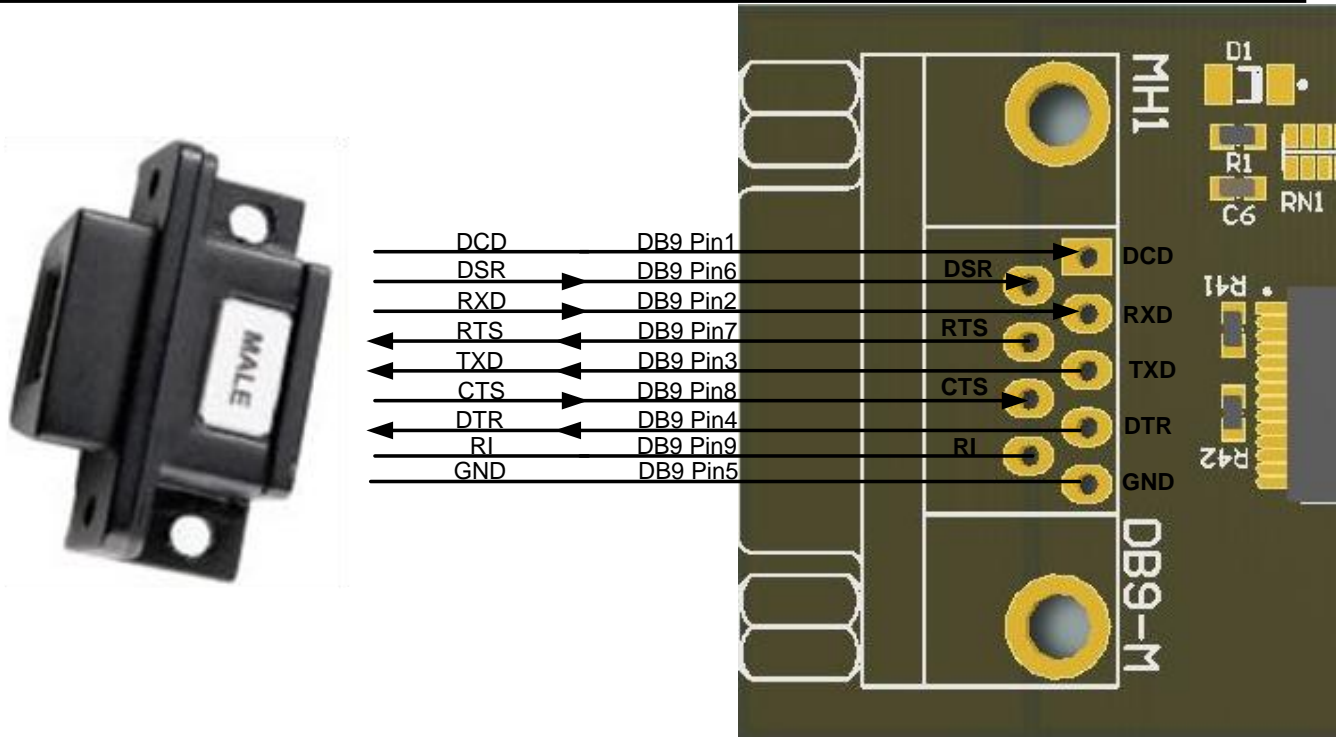 MALE
DCD DB9 Pin1
DSR DB9 Pin6
RXD DB9 Pin2
RTS DB9 Pin7
TXD DB9 Pin3
CTS DB9 Pin8
DTR DB9 Pin4
RI DB9 Pin9
GND DB9 Pin5
DSR
RTS
CTS
RI
DCD
RXD
TXD
DTR
GND
MH1
DB9-M
D1
R1
C6
RN1
R41
R42